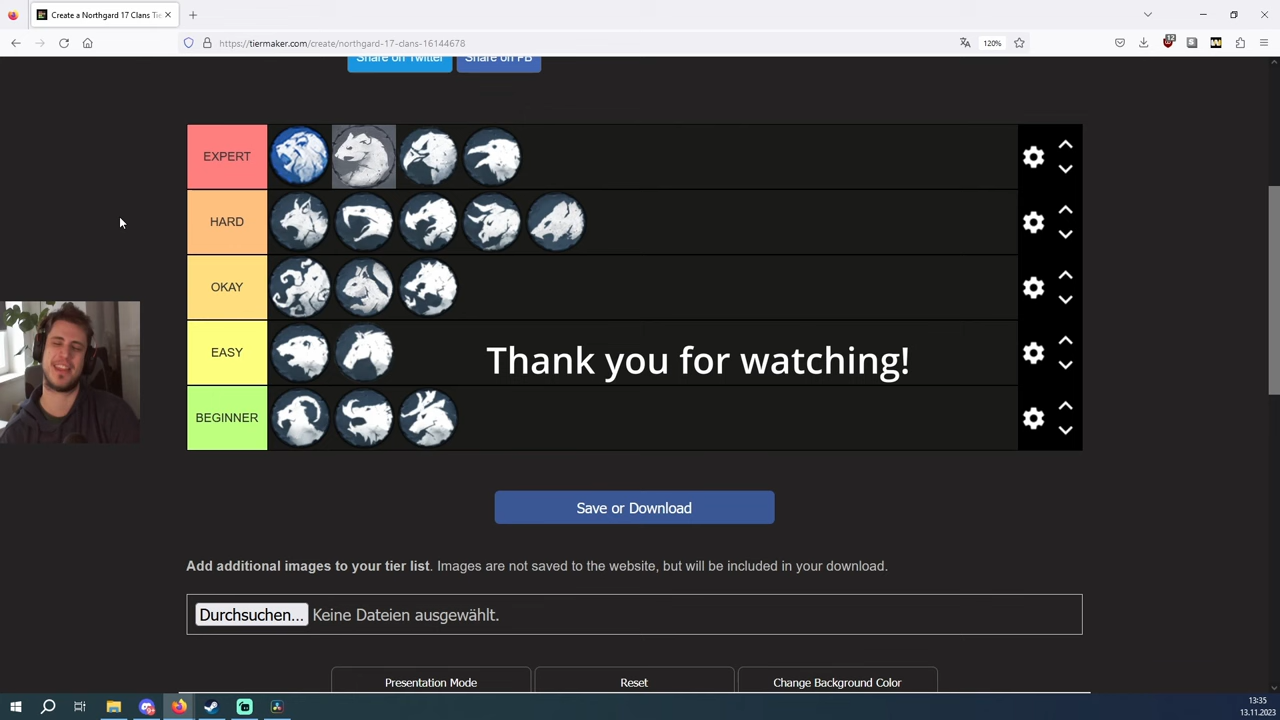 Create a Northgard 17 Clans Tie
https://tiermaker.com/create/northgard-17-clans-16144678
120%
12
Share on Twitter
Share on FB
EXPERT
HARD
OKAY
EASY
Thank you for watching!
BEGINNER
Save or Download
Add additional images to your tier list. Images are not saved to the website, but will be included in your download.
Durchsuchen... Keine Dateien ausgewählt.
Presentation Mode
Reset
Change Background Color
13:35
13.11.2023